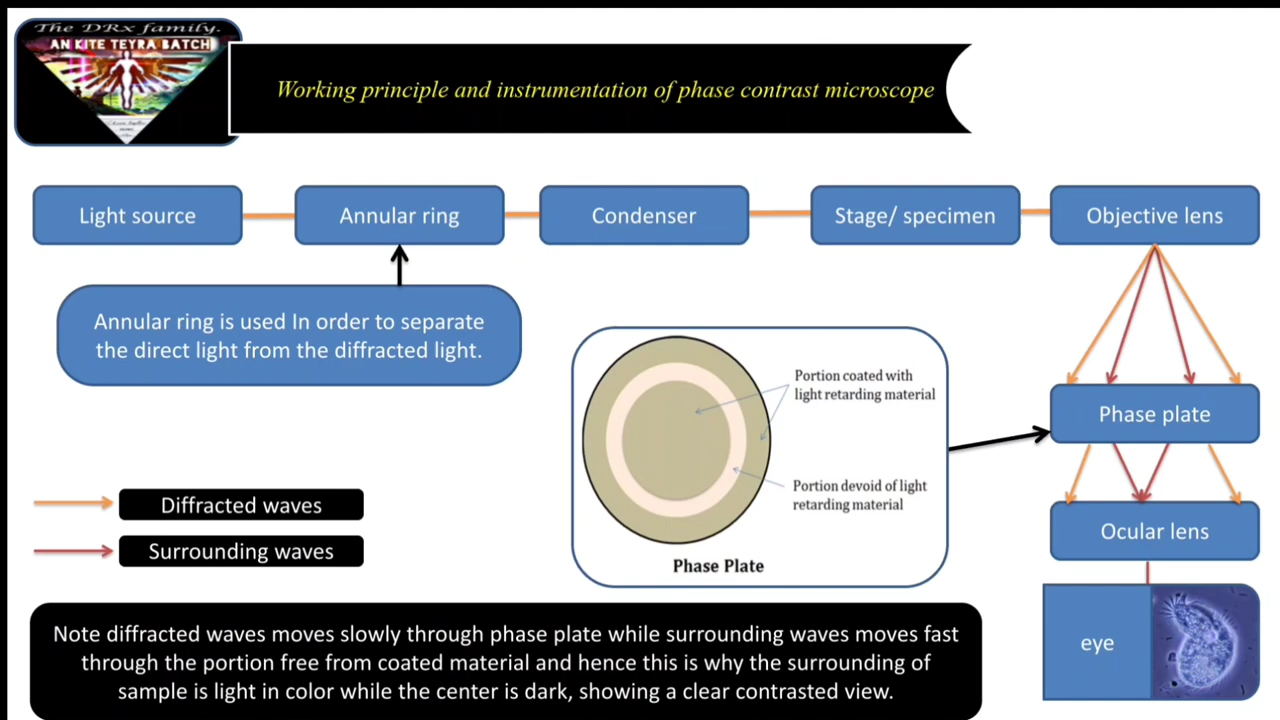 The DRx family.
AN KITE TEYRA BATCH
Working principle and instrumentation of phase contrast microscope
Light source
Annular ring
Condenser
Stage/ specimen
Objective lens
Annular ring is used In order to separate
the direct light from the diffracted light.
Portion coated with
light retarding material
Portion devoid of light
retarding material
Phase Plate
Phase plate
Diffracted waves
Surrounding waves
Ocular lens
eye
Note diffracted waves moves slowly through phase plate while surrounding waves moves fast
through the portion free from coated material and hence this is why the surrounding of
sample is light in color while the center is dark, showing a clear contrasted view.